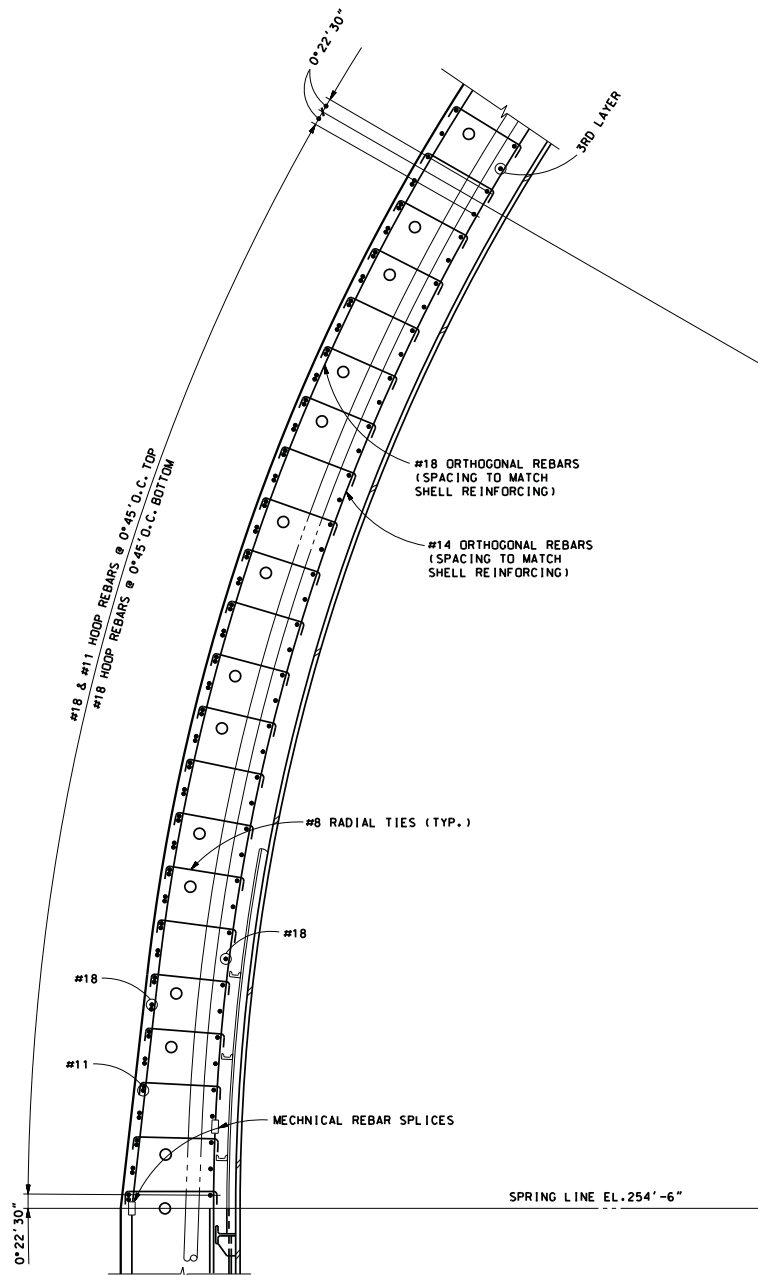 0°22'30"
3RD LAYER
#18 ORTHOGONAL REBARS
(SPACING TO MATCH
SHELL REINFORCING)
#14 ORTHOGONAL REBARS
(SPACING TO MATCH
SHELL REINFORCING)
#18 & #11 HOOP REBARS @ 0°45'O.C. TOP
#18 HOOP REBARS @ 0°45'O.C. BOTTOM
#8 RADIAL TIES (TYP.)
#18
#18
#11
MECHNICAL REBAR SPLICES
SPRING LINE EL.254'-6"
0°22'30"